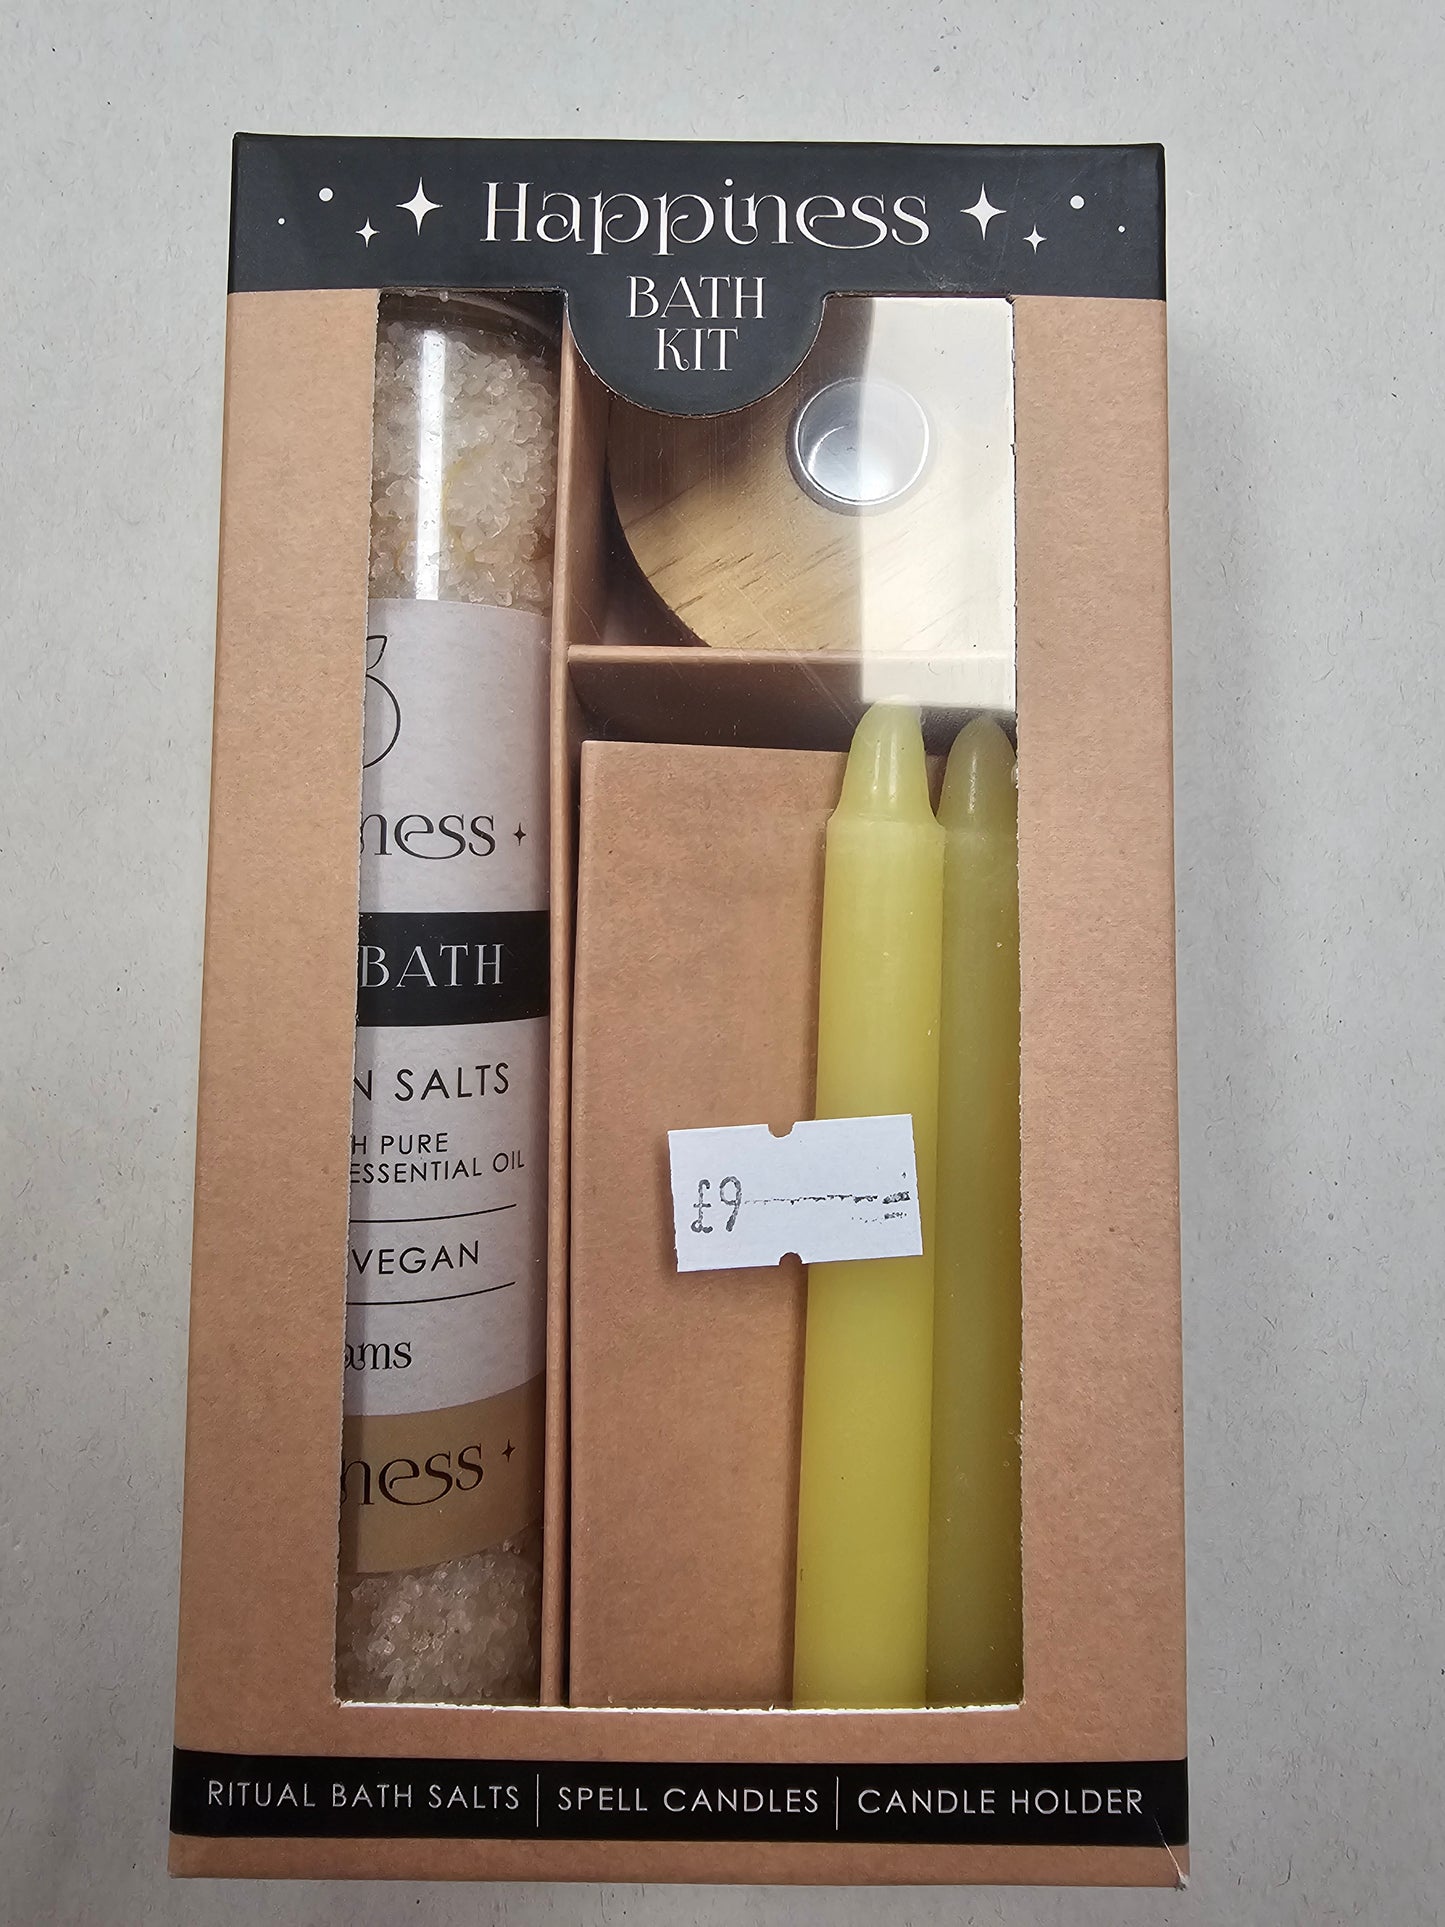 Happiness
BATH
KIT
ness
BATH
N SALTS
H PURE
ESSENTIAL OIL
VEGAN
ams
ness
£9
RITUAL BATH SALTS | SPELL CANDLES | CANDLE HOLDER